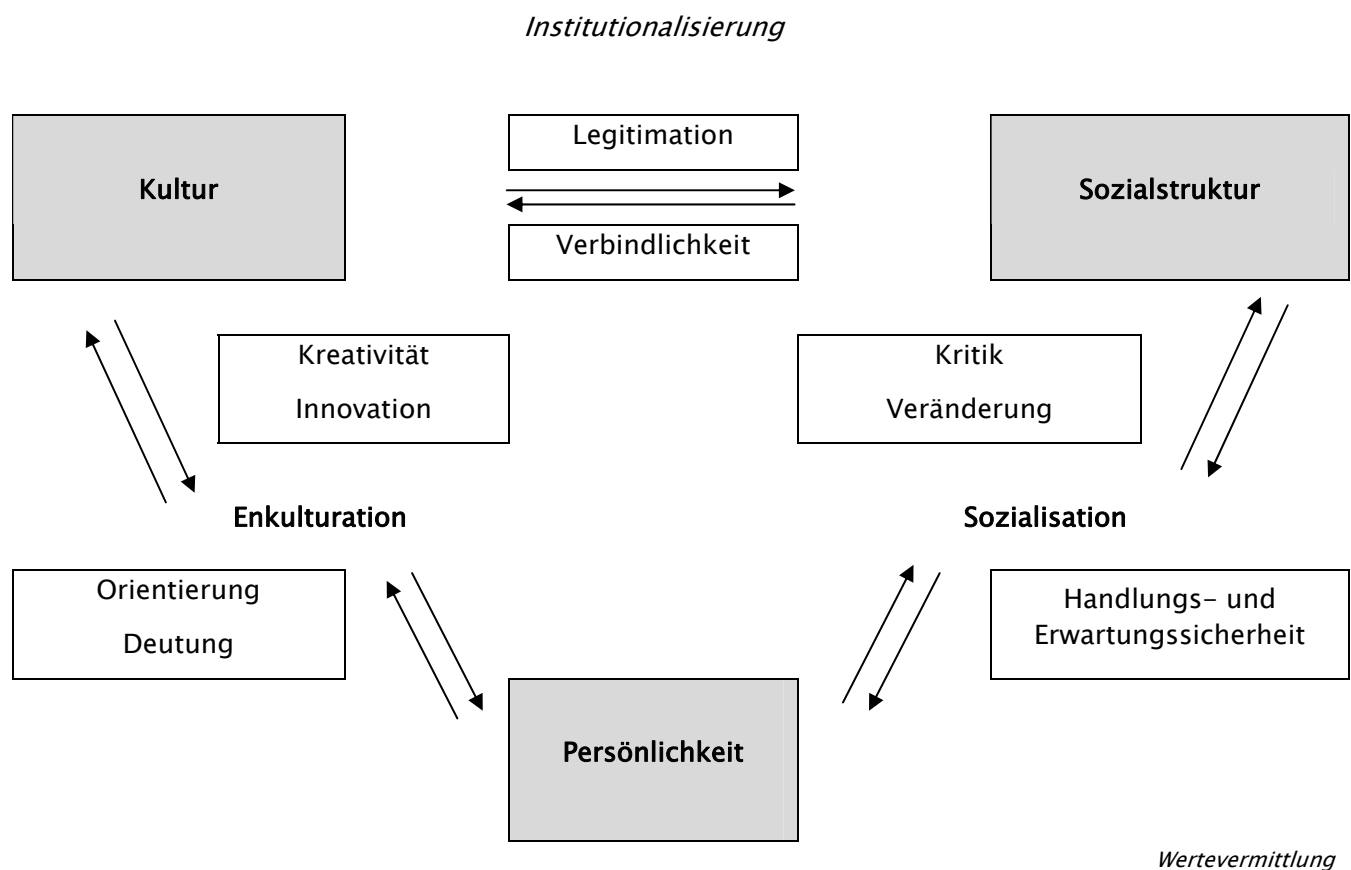 Institutionalisierung
Legitimation
Kultur
Sozialstruktur
Verbindlichkeit
Kreativität
Innovation
Kritik
Veränderung
Enkulturation
Sozialisation
Orientierung
Deutung
Handlungs- und
Erwartungssicherheit
Persönlichkeit
Wertevermittlung